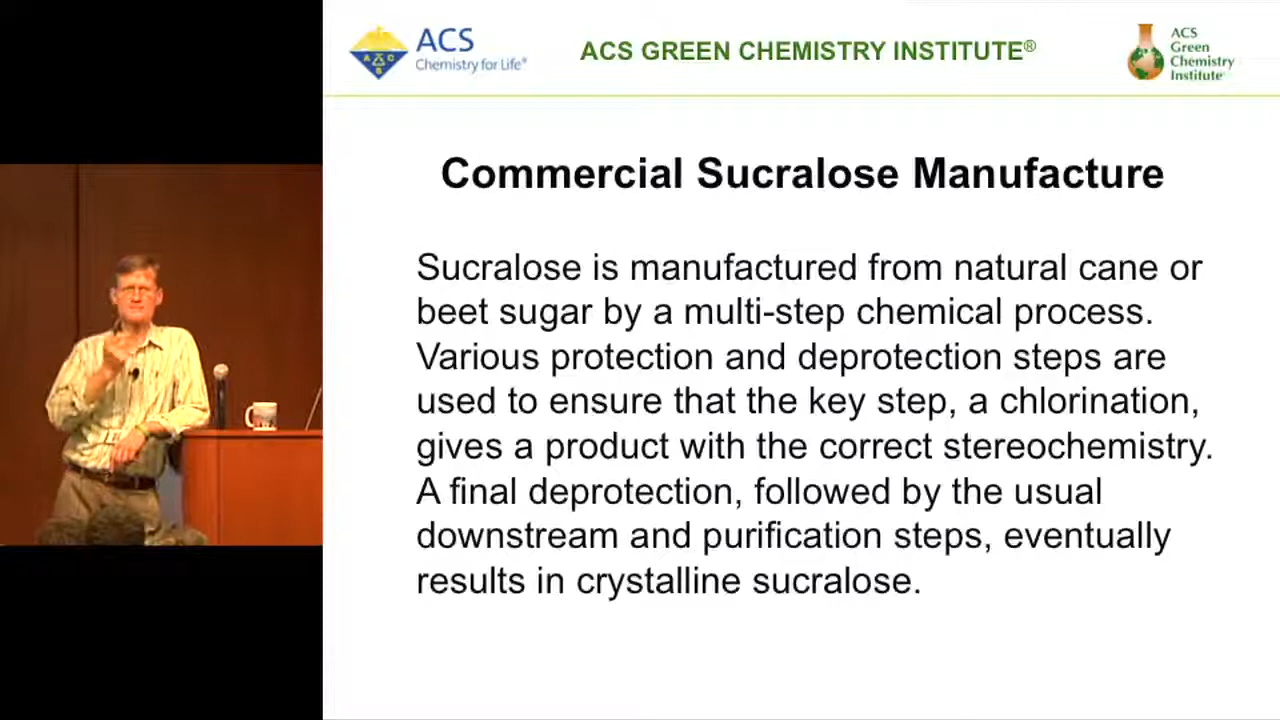 ACS
Chemistry for Life®
A C S
ACS GREEN CHEMISTRY INSTITUTE®
ACS
Green
Chemistry
Institute®
Commercial Sucralose Manufacture
Sucralose is manufactured from natural cane or
beet sugar by a multi-step chemical process.
Various protection and deprotection steps are
used to ensure that the key step, a chlorination,
gives a product with the correct stereochemistry.
A final deprotection, followed by the usual
downstream and purification steps, eventually
results in crystalline sucralose.